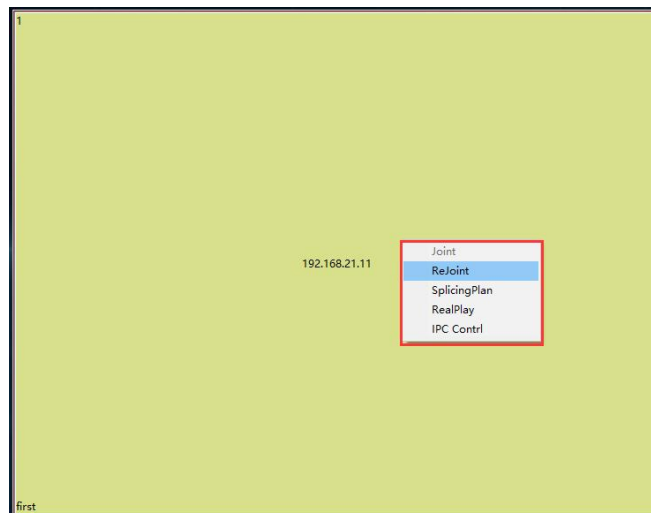 1
192.168.21.11
Joint
ReJoint
SplicingPlan
RealPlay
IPC Contrl
first